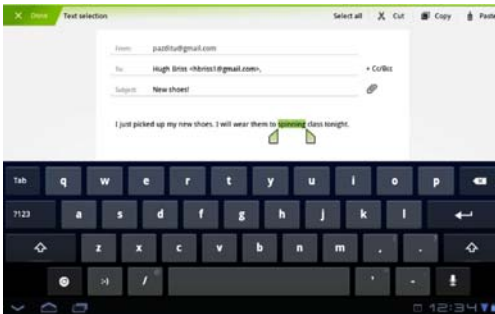 Done Text selection Select all Cut Copy Paste
From: pazditu@gmail.com
To: Hugh Briss <hbriss1@gmail.com>, + Cc/Bcc
Subject: New shoes!
I just picked up my new shoes. I will wear them to spinning class tonight.
Tab q w e r t y u i o p
?123 a s d f g h j k l
z x c v b n m , .
:-) / ' -
12:34